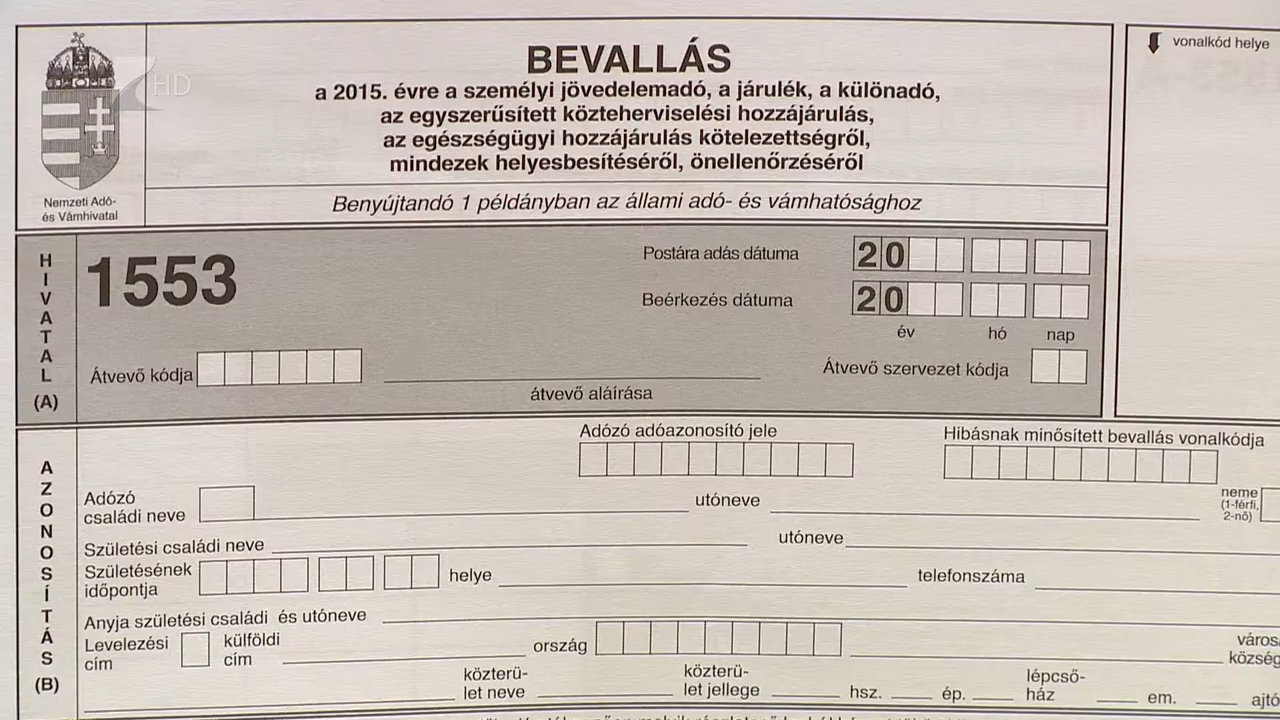 BEVALLÁS
a 2015. évre a személyi jövedelemadó, a járulék, a különadó,
az egyszerűsített közteherviselési hozzájárulás,
az egészségügyi hozzájárulás kötelezettségről,
mindezek helyesbesítéséről, önellenőrzéséről
Benyújtandó 1 példányban az állami adó- és vámhatósághoz
Nemzeti Adó-
és Vámhivatal
HD
vonalkód helye
HIVATAL
(A)
1553
Postára adás dátuma 20
Beérkezés dátuma 20
év hó nap
Átvevő kódja
átvevő aláírása
Átvevő szervezet kódja
AZONOSÍTÁS
(B)
Adózó adóazonosító jele
Hibásnak minősített bevallás vonalkódja
Adózó
családi neve
utóneve
neme
(1-férfi,
2-nő)
Születési családi neve
utóneve
Születésének
időpontja
helye
telefonszáma
Anyja születési családi és utóneve
Levelezési
cím
külföldi
cím
ország
város
község
közterü-
let neve
közterü-
let jellege
hsz.
ép.
lépcső-
ház
em.
ajtó